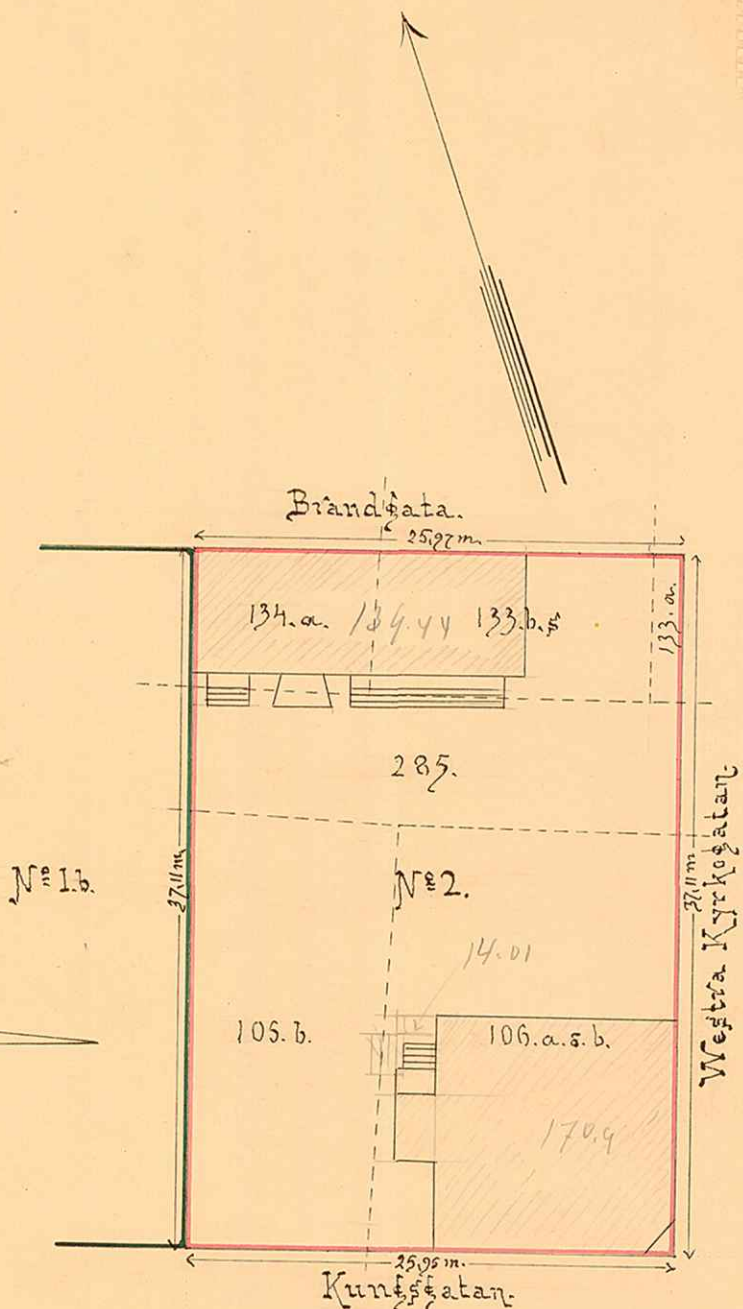 Brandgata.
25,97 m.
134.a.
134.44
133.b.
133.a.
285.
Nº 1.b.
37,11 m.
Nº 2.
37,11 m.
Westra Kyrkogatan.
14.01
105.b.
106.a. b.
170.9
25,95 m.
Kungsgatan.